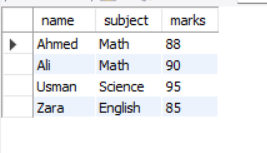 name subject marks
Ahmed Math 88
Ali Math 90
Usman Science 95
Zara English 85